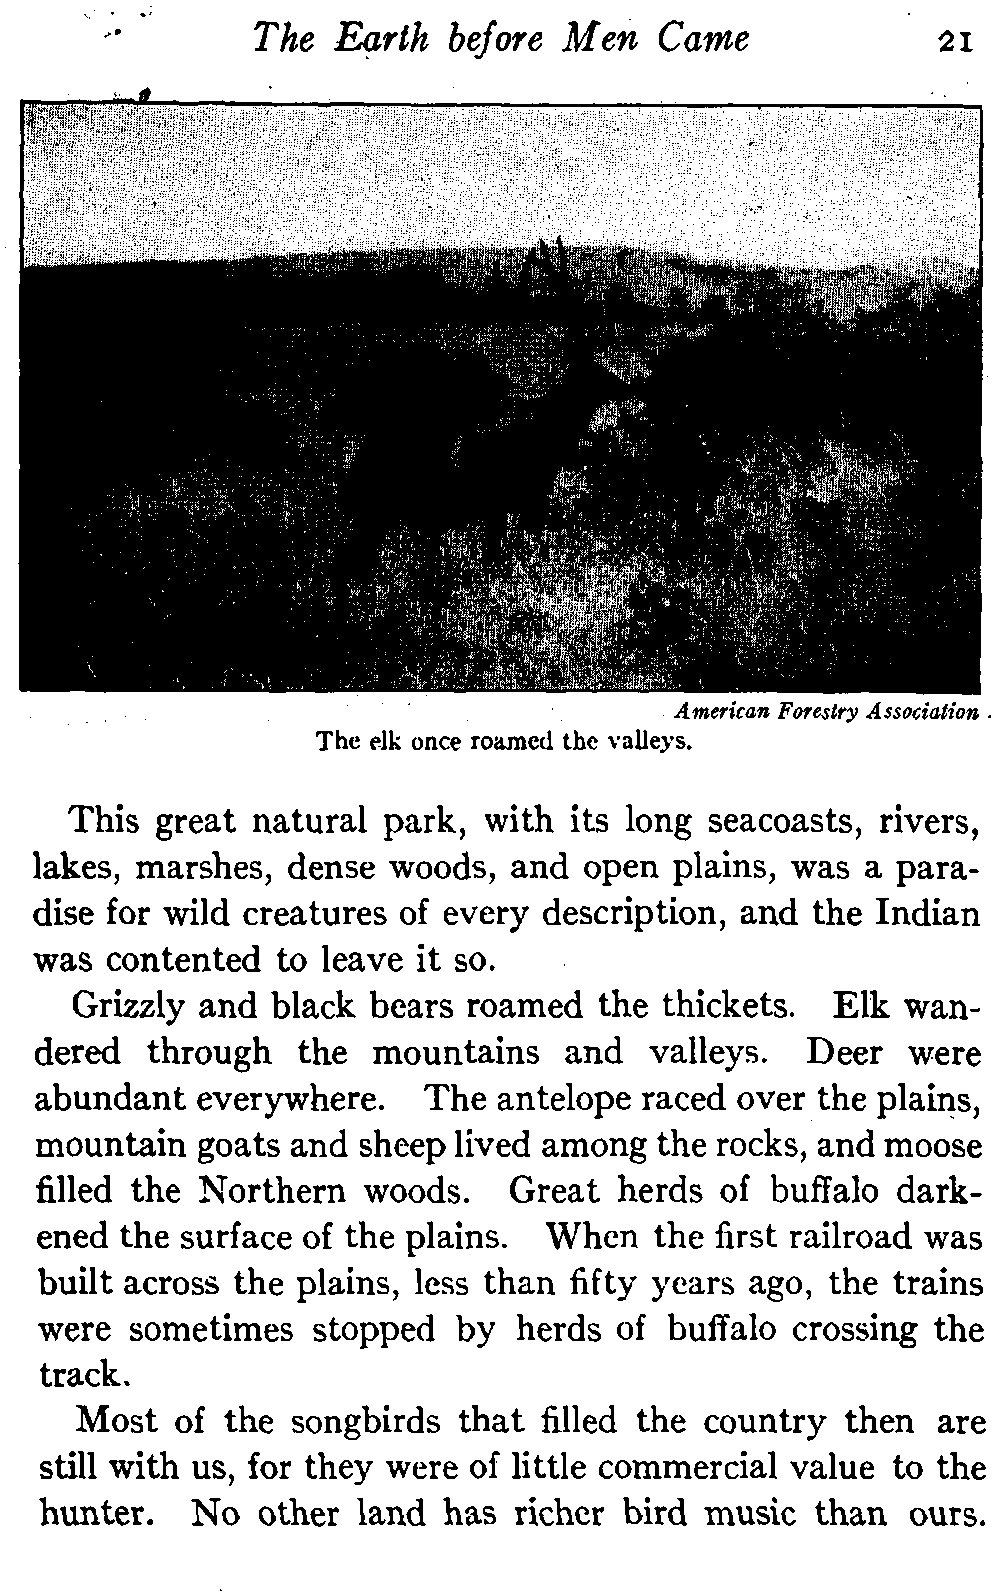 The Earth before Men Came 21
American Forestry Association
The elk once roamed the valleys.
This great natural park, with its long seacoasts, rivers,
lakes, marshes, dense woods, and open plains, was a para-
dise for wild creatures of every description, and the Indian
was contented to leave it so.
Grizzly and black bears roamed the thickets. Elk wan-
dered through the mountains and valleys. Deer were
abundant everywhere. The antelope raced over the plains,
mountain goats and sheep lived among the rocks, and moose
filled the Northern woods. Great herds of buffalo dark-
ened the surface of the plains. When the first railroad was
built across the plains, less than fifty years ago, the trains
were sometimes stopped by herds of buffalo crossing the
track.
Most of the songbirds that filled the country then are
still with us, for they were of little commercial value to the
hunter. No other land has richer bird music than ours.